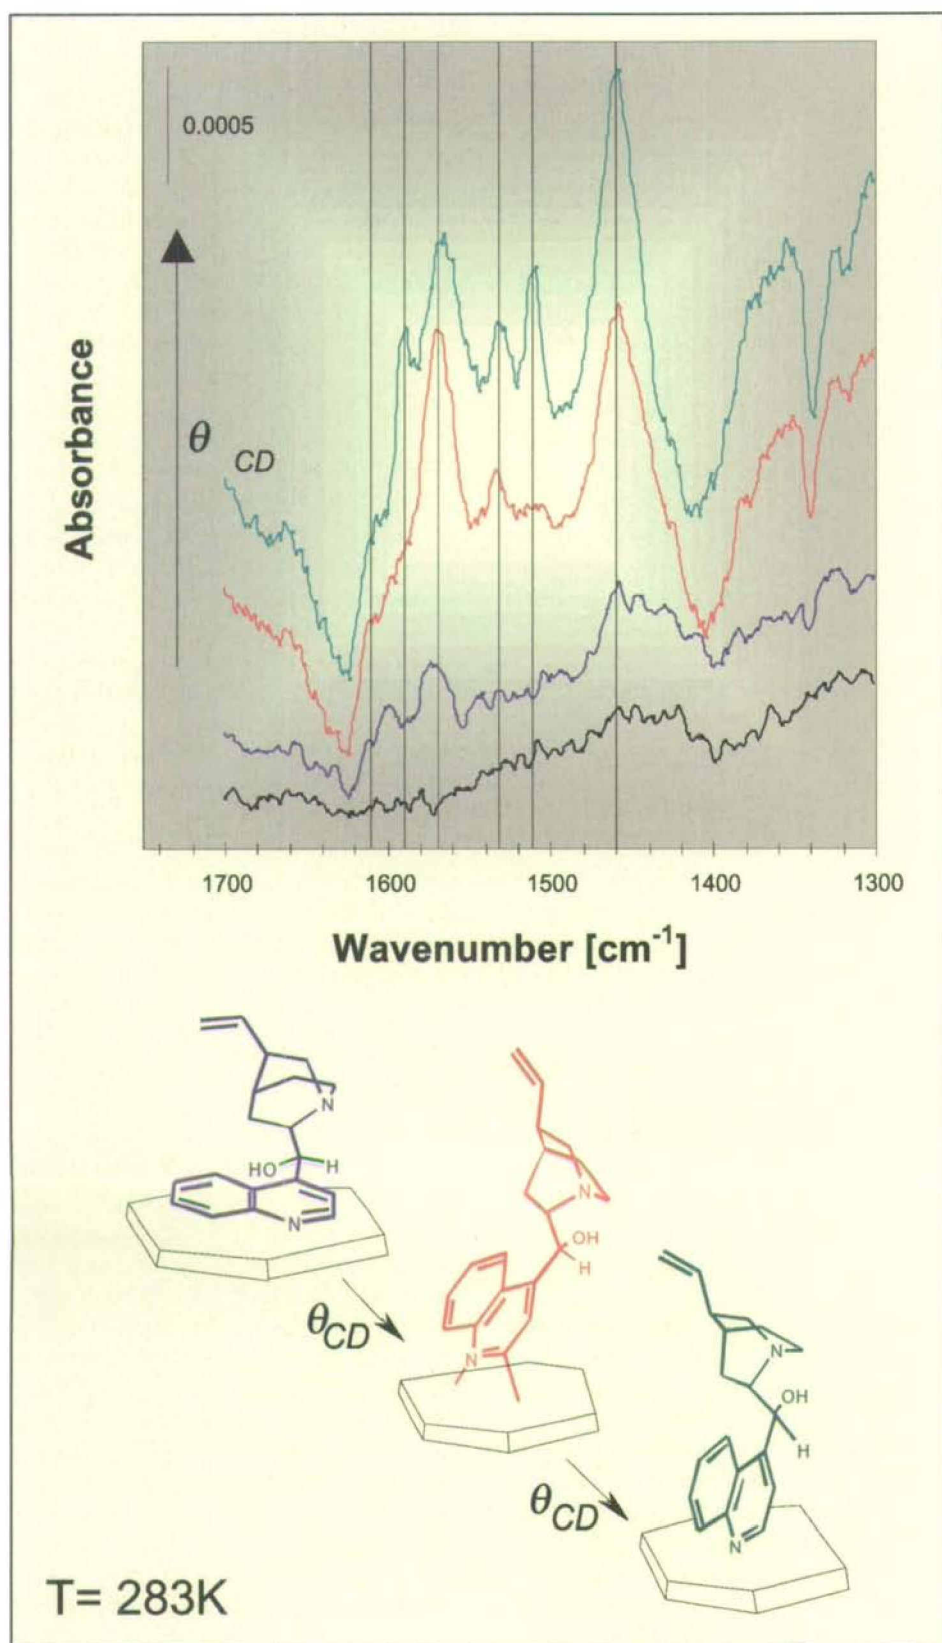 0.0005
Absorbance
θ CD
1700 1600 1500 1400 1300
Wavenumber [cm-1]
N
HO H
N
N
OH
H
N
θCD
N
OH
H
N
θCD
T= 283K